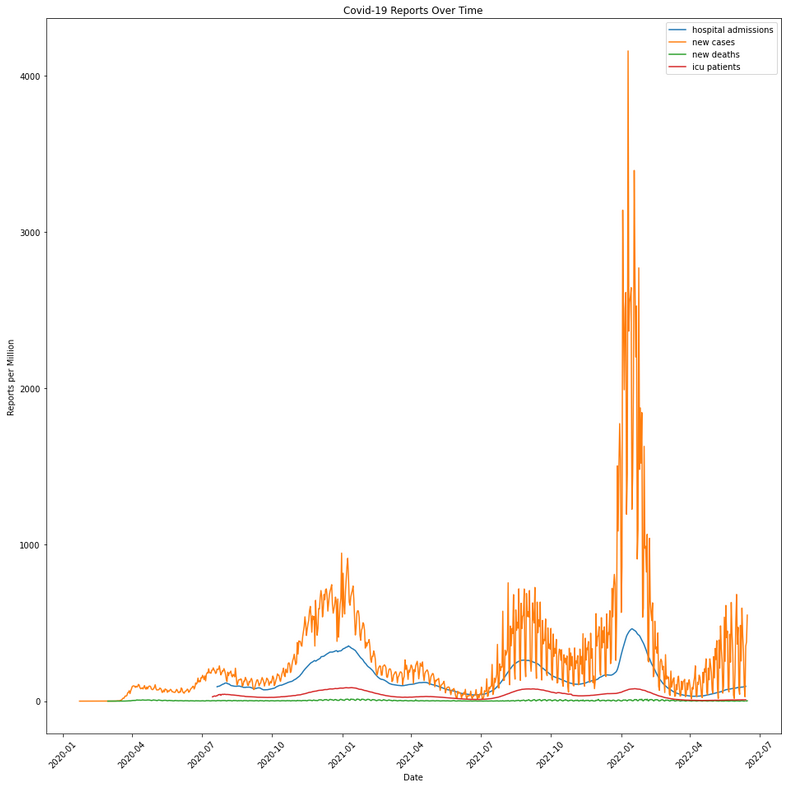 Covid-19 Reports Over Time
hospital admissions
new cases
new deaths
icu patients
4000
3000
2000
1000
0
Reports per Million
2020-01
2020-04
2020-07
2020-10
2021-01
2021-04
2021-07
2021-10
2022-01
2022-04
2022-07
Date